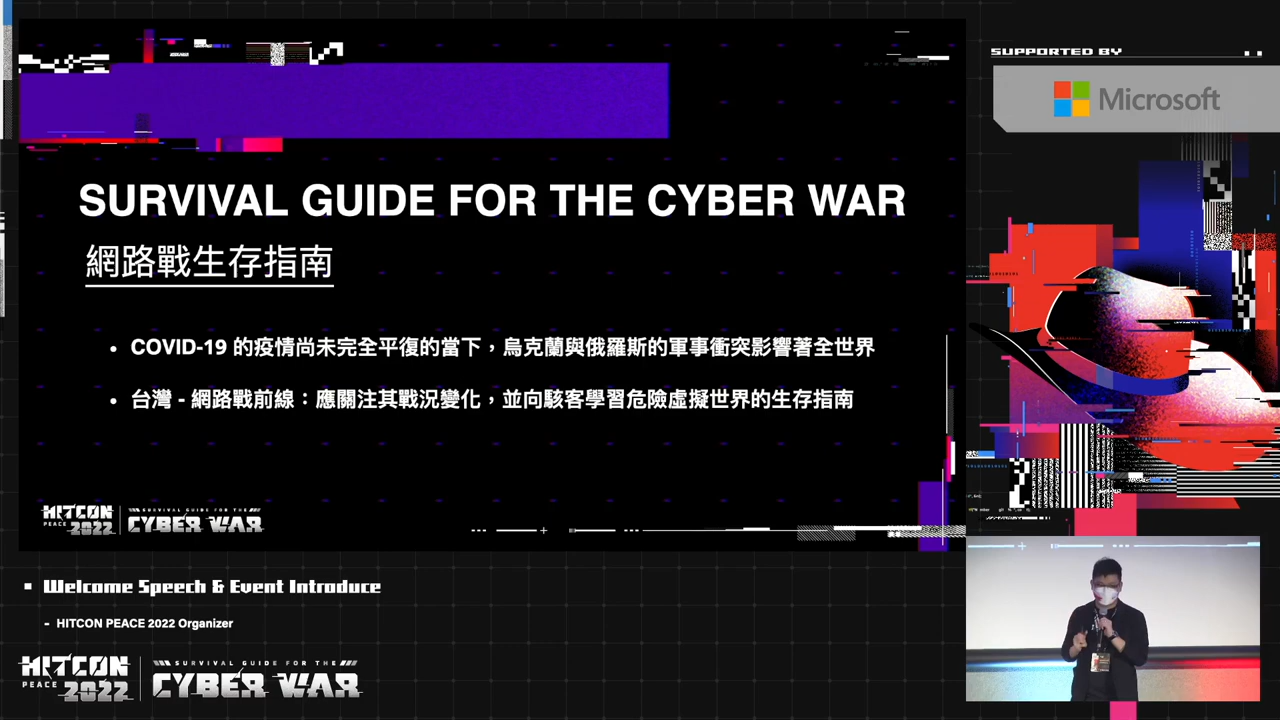 SUPPORTED BY
Microsoft
SURVIVAL GUIDE FOR THE CYBER WAR
網路戰生存指南
• COVID-19 的疫情尚未完全平復的當下，烏克蘭與俄羅斯的軍事衝突影響著全世界
• 台灣 - 網路戰前線：應關注其戰況變化，並向駭客學習危險虛擬世界的生存指南
HITCON
PEACE 2022
SURVIVAL GUIDE FOR THE
CYBER WAR
Welcome Speech & Event Introduce
- HITCON PEACE 2022 Organizer
HITCON
PEACE 2022
SURVIVAL GUIDE FOR THE
CYBER WAR